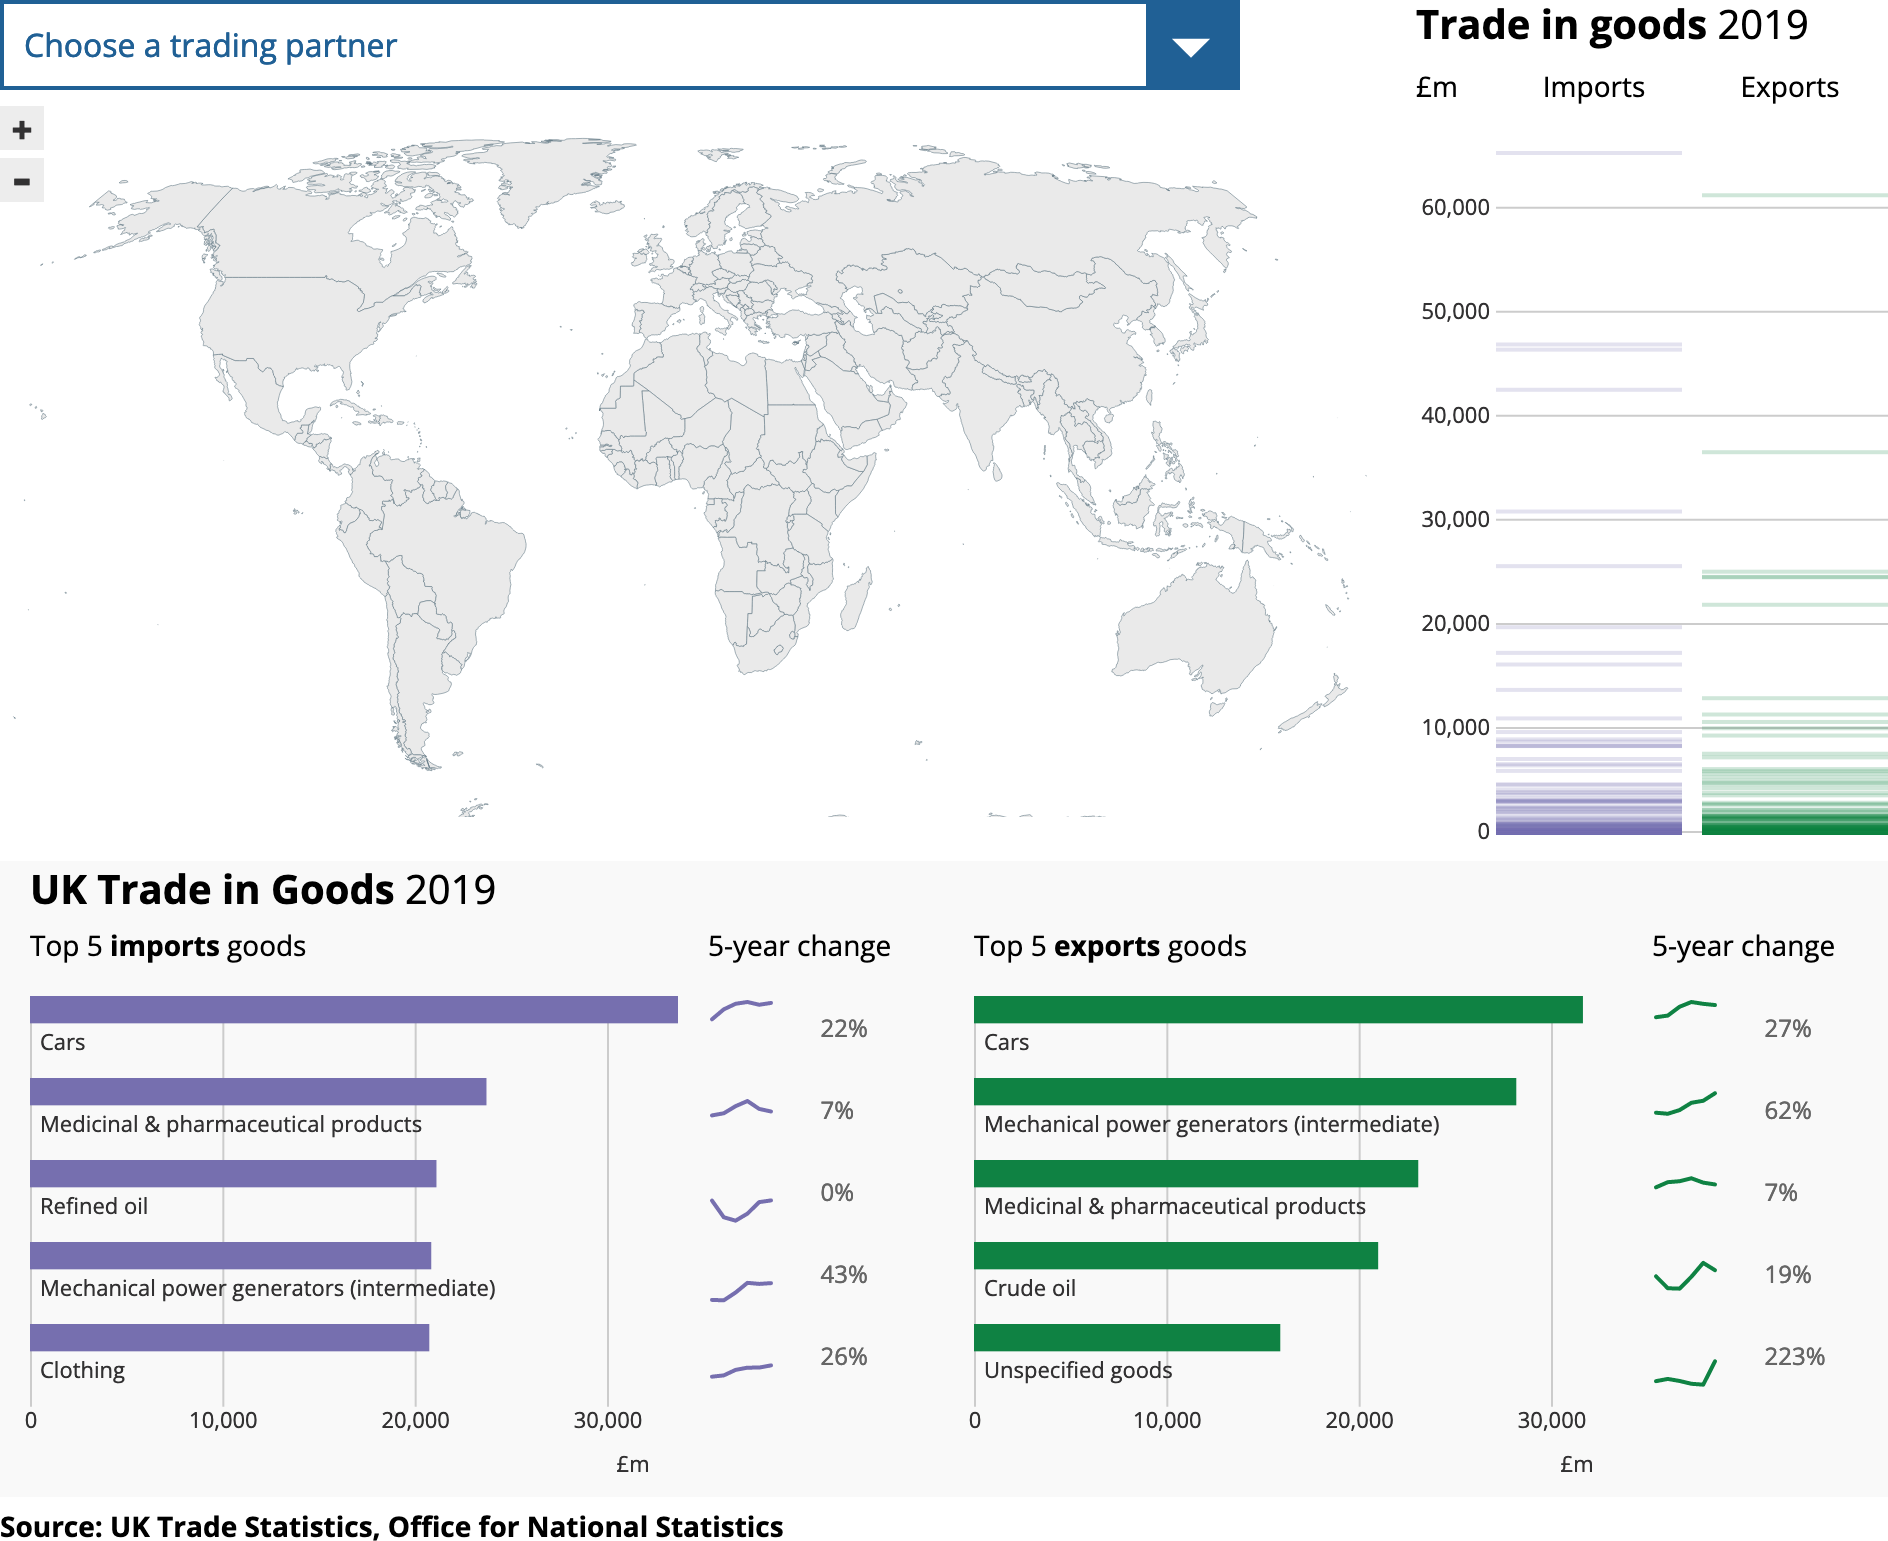 Choose a trading partner
+
-
Trade in goods 2019
£m Imports Exports
60,000
50,000
40,000
30,000
20,000
10,000
0
UK Trade in Goods 2019
Top 5 imports goods 5-year change
Cars 22%
Medicinal & pharmaceutical products 7%
Refined oil 0%
Mechanical power generators (intermediate) 43%
Clothing 26%
0 10,000 20,000 30,000
£m
Top 5 exports goods 5-year change
Cars 27%
Mechanical power generators (intermediate) 62%
Medicinal & pharmaceutical products 7%
Crude oil 19%
Unspecified goods 223%
0 10,000 20,000 30,000
£m
Source: UK Trade Statistics, Office for National Statistics